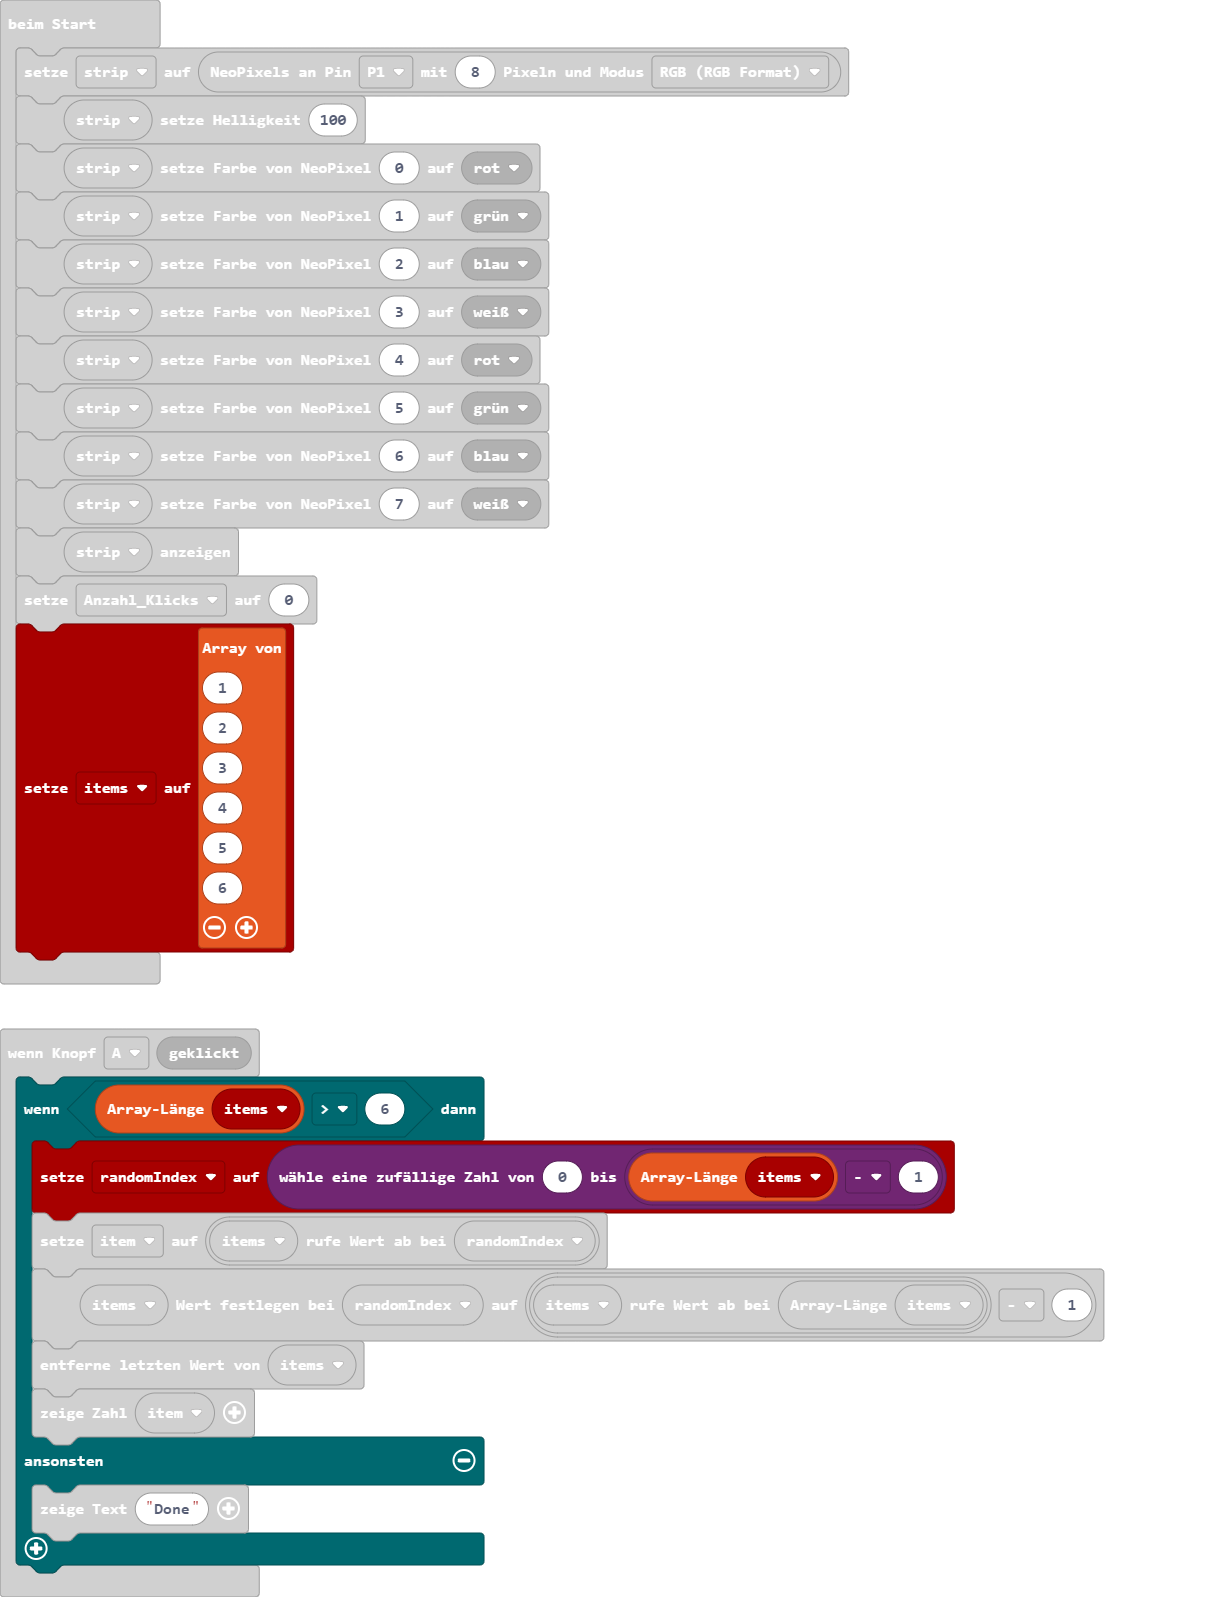 beim Start
setze strip auf NeoPixels an Pin P1 mit 8 Pixeln und Modus RGB (RGB Format)
strip setze Helligkeit 100
strip setze Farbe von NeoPixel 0 auf rot
strip setze Farbe von NeoPixel 1 auf grün
strip setze Farbe von NeoPixel 2 auf blau
strip setze Farbe von NeoPixel 3 auf weiß
strip setze Farbe von NeoPixel 4 auf rot
strip setze Farbe von NeoPixel 5 auf grün
strip setze Farbe von NeoPixel 6 auf blau
strip setze Farbe von NeoPixel 7 auf weiß
strip anzeigen
setze Anzahl_Klicks auf 0
Array von
1
2
3
setze items auf
4
5
6
wenn Knopf A geklickt
wenn Array-Länge items > 6 dann
setze randomIndex auf wähle eine zufällige Zahl von 0 bis Array-Länge items - 1
setze item auf items rufe Wert ab bei randomIndex
items Wert festlegen bei randomIndex auf items rufe Wert ab bei Array-Länge items - 1
entferne letzten Wert von items
zeige Zahl item
ansonsten
zeige Text "Done"